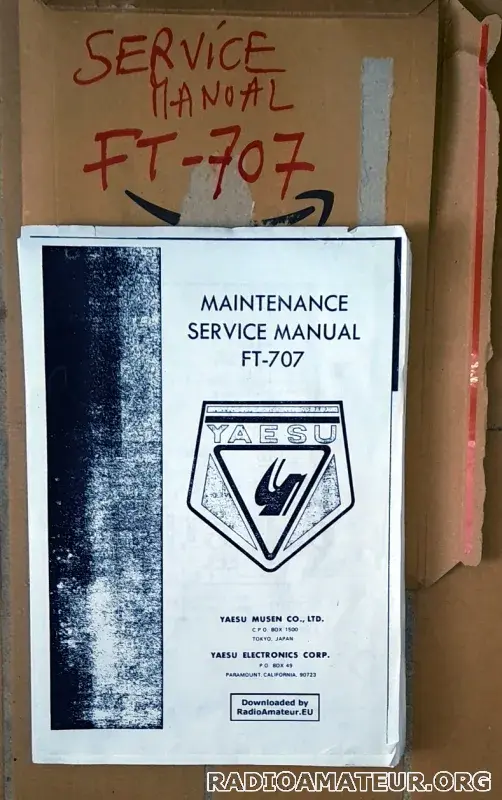 SERVICE
MANUAL
FT-707
MAINTENANCE
SERVICE MANUAL
FT-707
YAESU
YAESU MUSEN CO., LTD.
C.P.O. BOX 1500
TOKYO, JAPAN
YAESU ELECTRONICS CORP.
P.O. BOX 49
PARAMOUNT, CALIFORNIA, 90723
Downloaded by
RadioAmateur.EU
RADIOAMATEUR.ORG